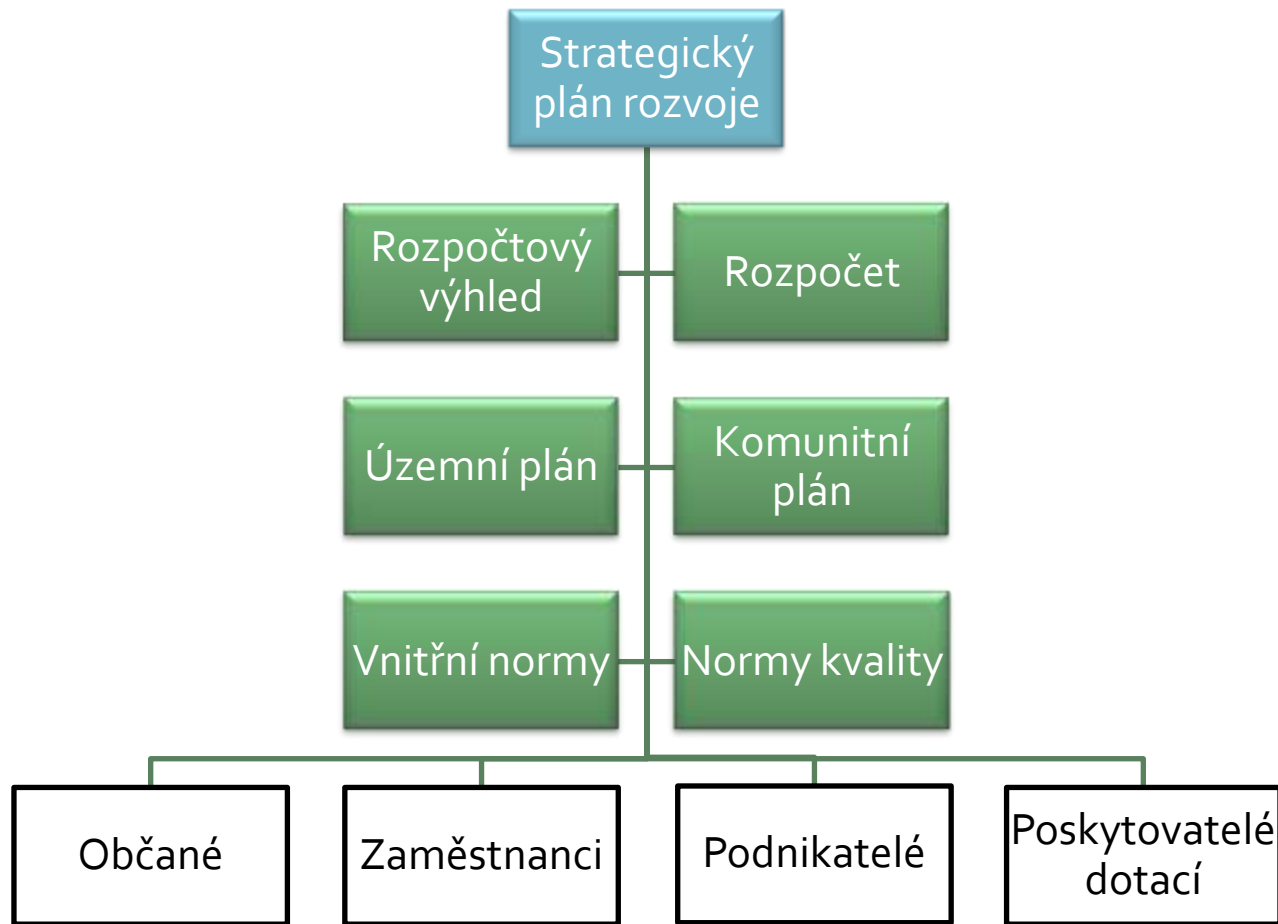 Strategický
plán rozvoje
Rozpočtový
výhled
Rozpočet
Územní plán
Komunitní
plán
Vnitřní normy
Normy kvality
Občané
Zaměstnanci
Podnikatelé
Poskytovatelé
dotací